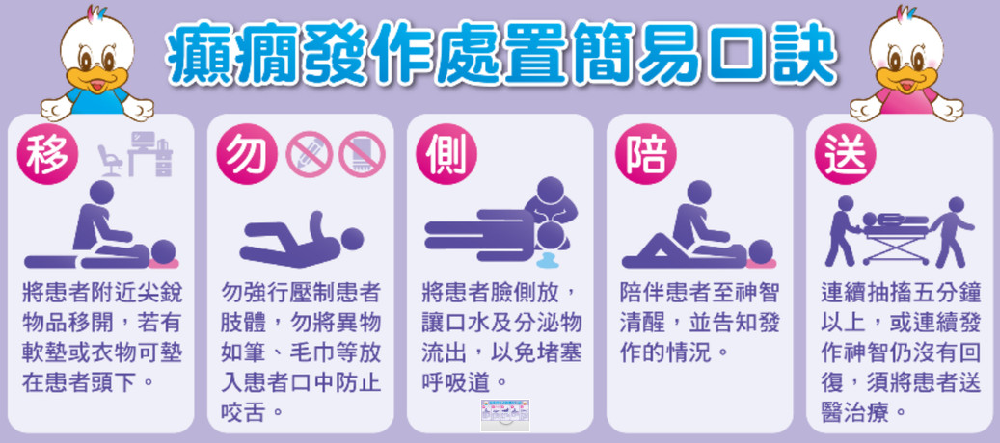 癲癇發作處置簡易口訣
移
將患者附近尖銳
物品移開，若有
軟墊或衣物可墊
在患者頭下。
勿
勿強行壓制患者
肢體，勿將異物
如筆、毛巾等放
入患者口中防止
咬舌。
側
將患者臉側放，
讓口水及分泌物
流出，以免堵塞
呼吸道。
陪
陪伴患者至神智
清醒，並告知發
作的情況。
送
連續抽搐五分鐘
以上，或連續發
作神智仍沒有回
復，須將患者送
醫治療。